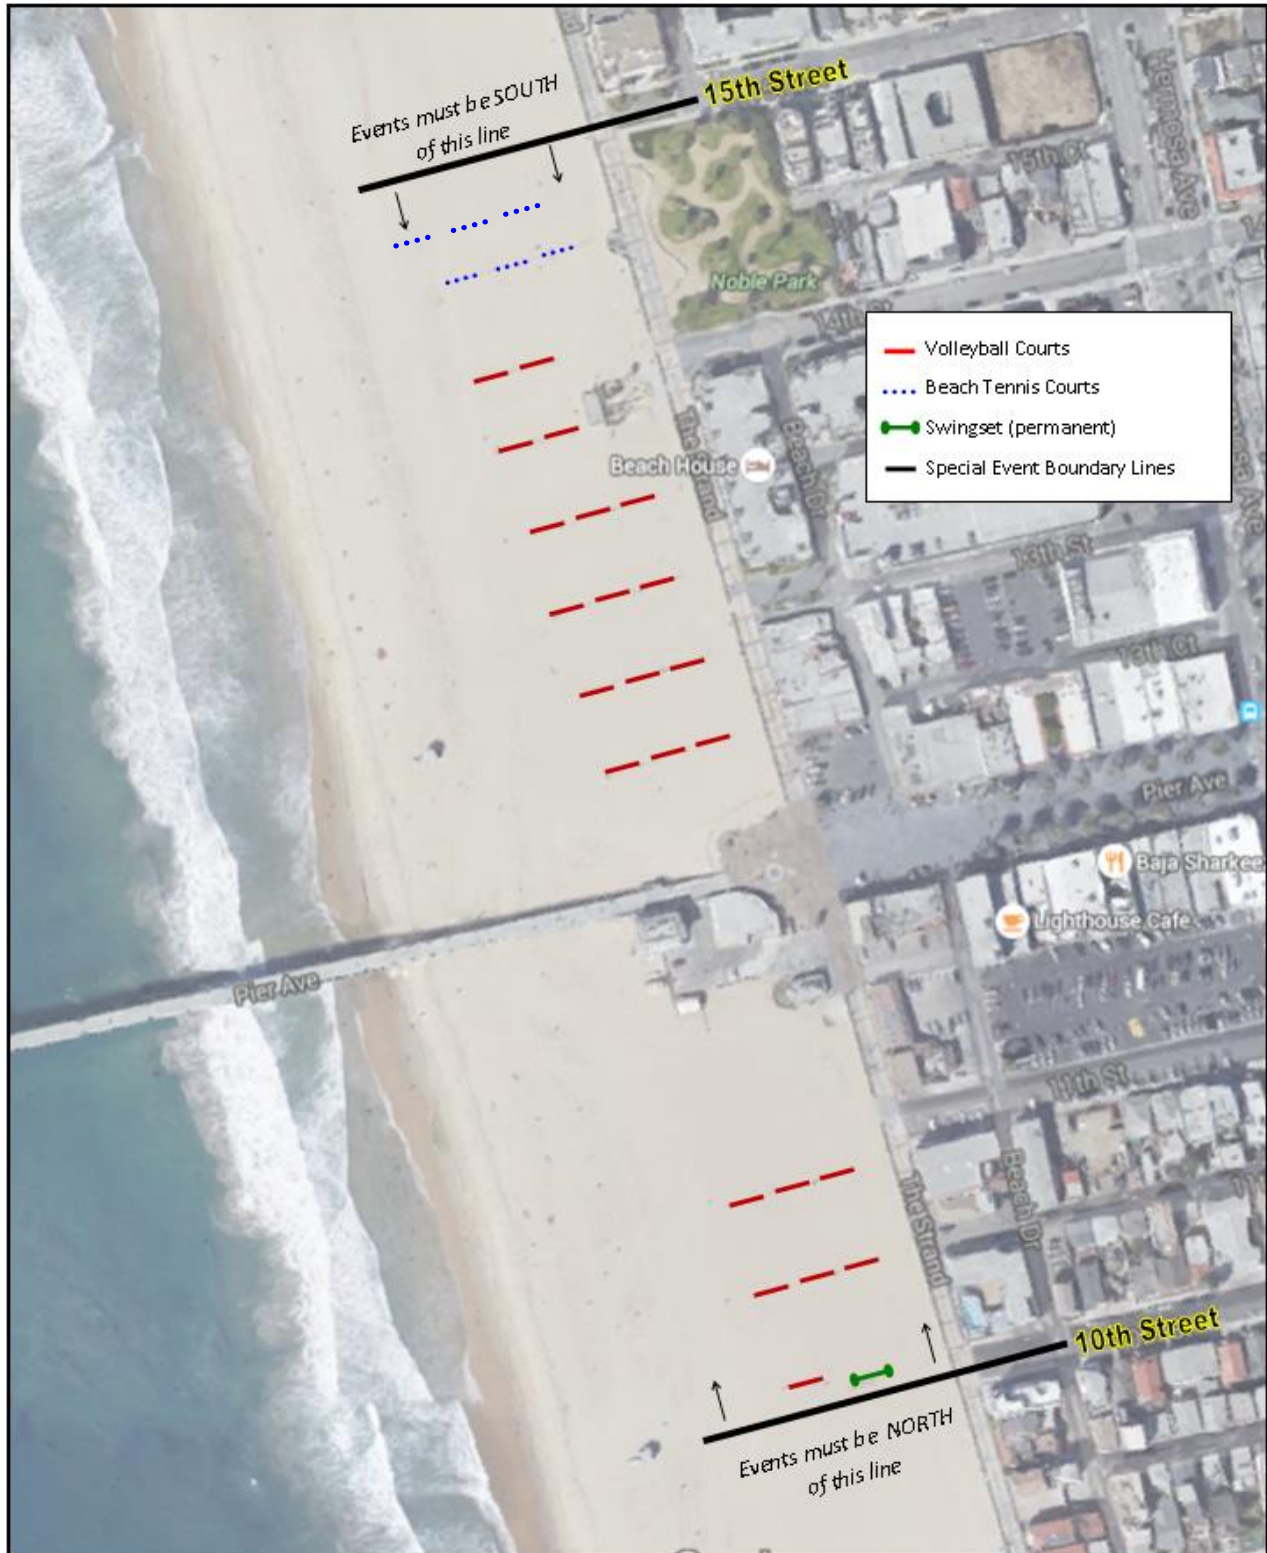 15th Street
Events must be SOUTH
of this line
Hermosa Ave
15th Ct
Noble Park
Volleyball Courts
Beach Tennis Courts
Swingset (permanent)
Special Event Boundary Lines
The Strand
Beach House
Beach Dr
13th St
13th Ct
Pier Ave
Baja Sharkee
Lighthouse Cafe
Pier Ave
11th St
The Strand
Beach Dr
10th Street
Events must be NORTH
of this line